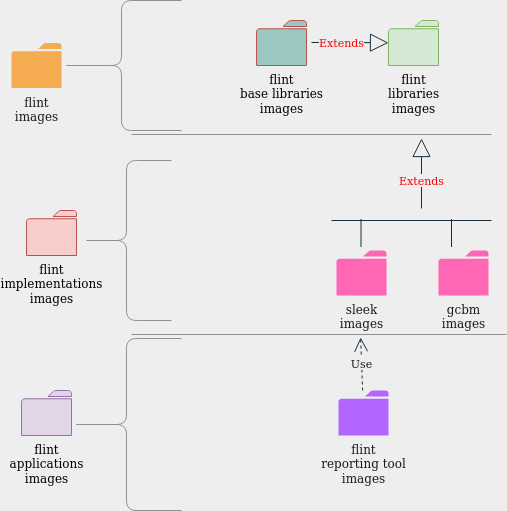 Extends
flint
base libraries
images
flint
libraries
images
flint
images
Extends
flint
implementations
images
sleek
images
gcbm
images
Use
flint
applications
images
flint
reporting tool
images